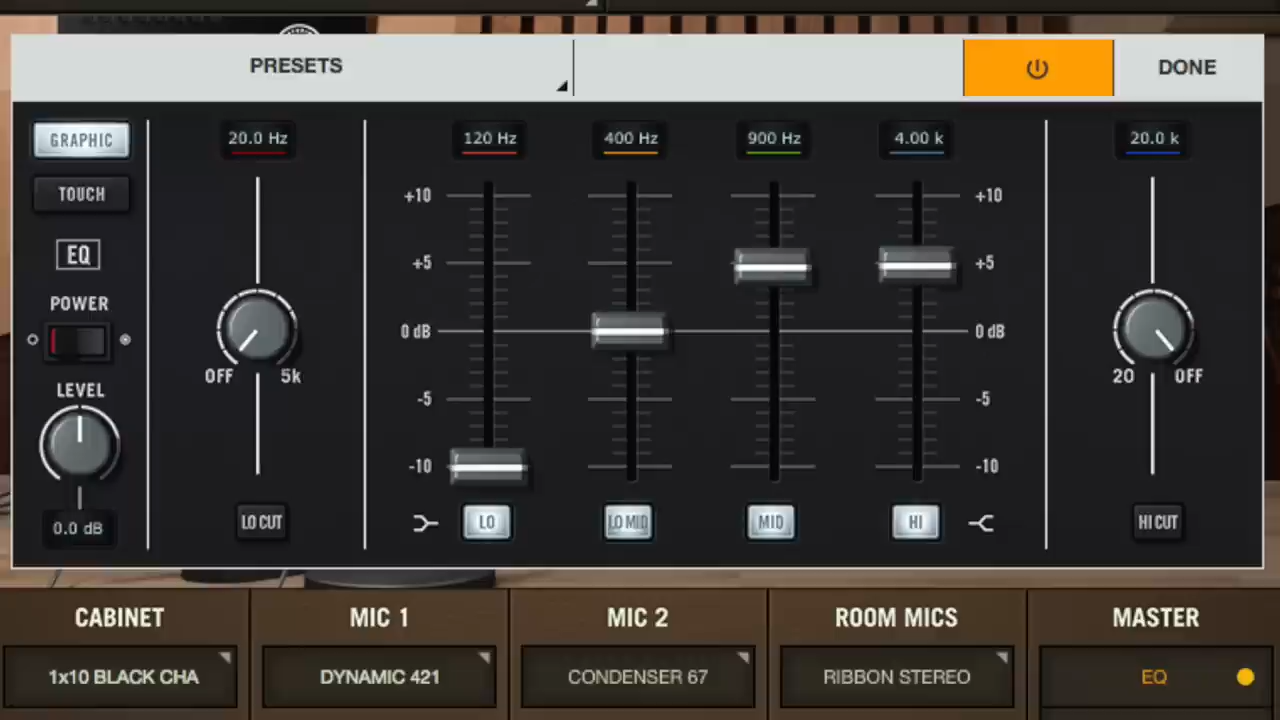 PRESETS
DONE
GRAPHIC
TOUCH
EQ
POWER
LEVEL
0.0 dB
20.0 Hz
OFF 5k
LO CUT
120 Hz 400 Hz 900 Hz 4.00 k
+10 +10
+5 +5
0 dB 0 dB
-5 -5
-10 -10
LO LO MID MID HI
20.0 k
20 OFF
HI CUT
CABINET MIC 1 MIC 2 ROOM MICS MASTER
1x10 BLACK CHA DYNAMIC 421 CONDENSER 67 RIBBON STEREO EQ